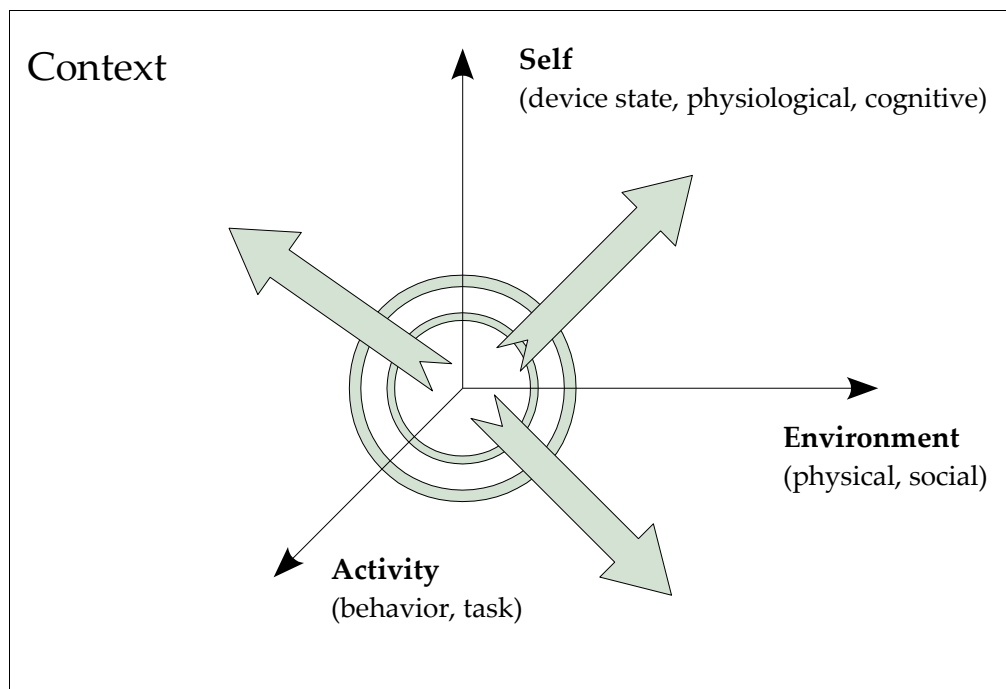 Context
Self
(device state, physiological, cognitive)
Environment
(physical, social)
Activity
(behavior, task)